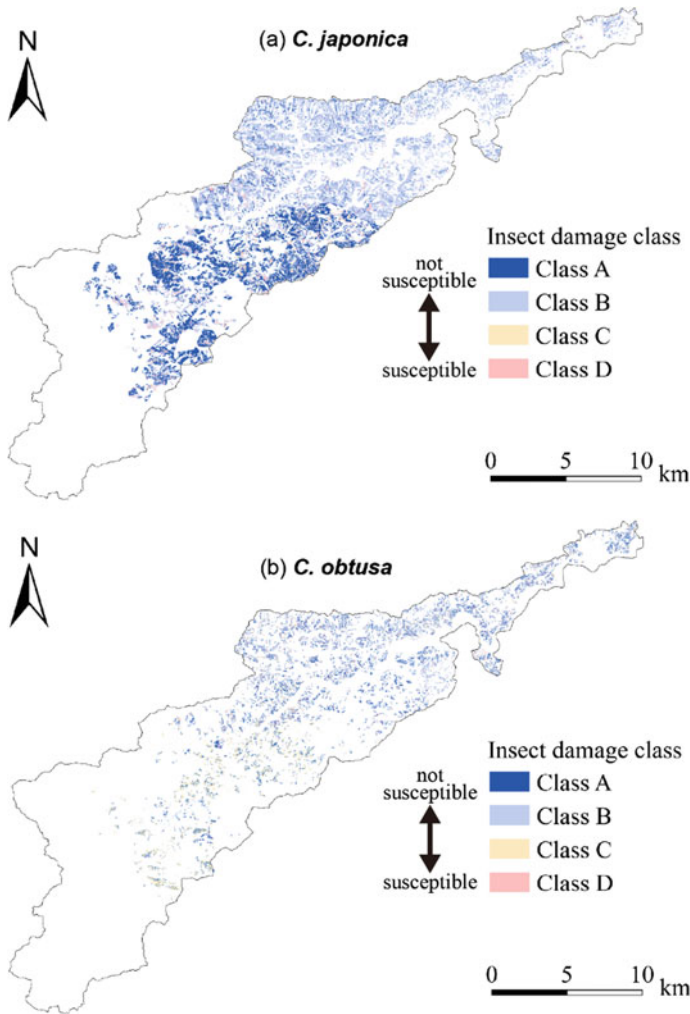 (a) C. japonica
N
Insect damage class
not
susceptible
susceptible
Class A
Class B
Class C
Class D
0 5 10
km
(b) C. obtusa
N
Insect damage class
not
susceptible
susceptible
Class A
Class B
Class C
Class D
0 5 10
km